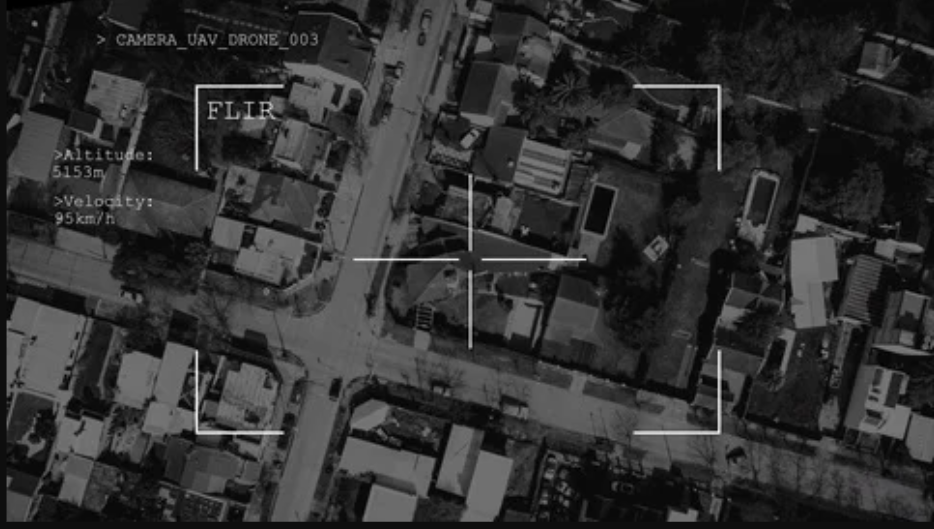 > CAMERA_UAV_DRONE_003
FLIR
>Altitude:
5153m
>Velocity:
95km/h